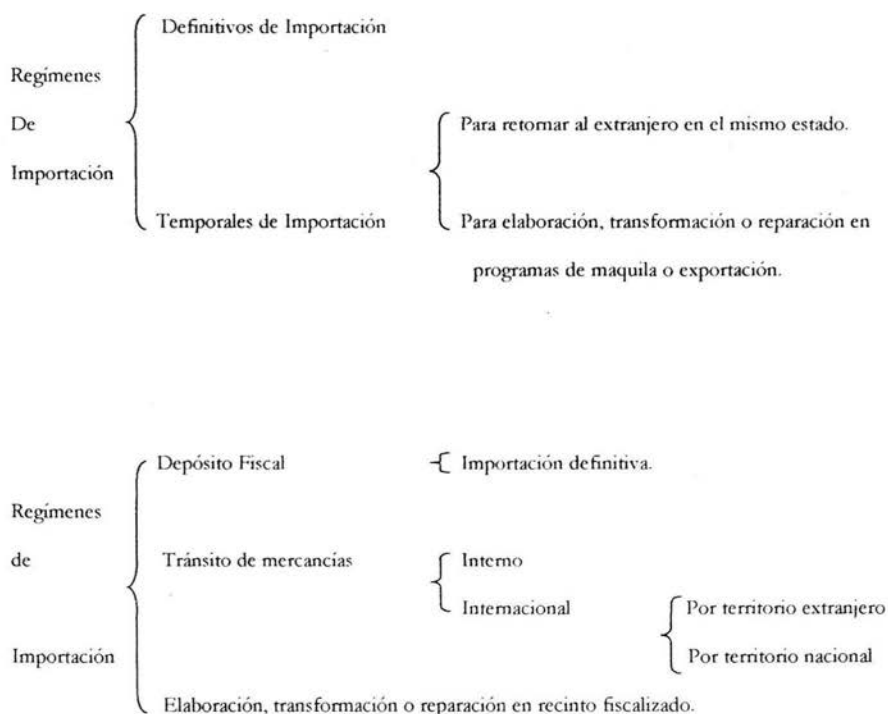 Definitivos de Importación
Regímenes
De
Para retornar al extranjero en el mismo estado.
Importación
Temporales de Importación
Para elaboración, transformación o reparación en
programas de maquila o exportación.
Depósito Fiscal
Importación definitiva.
Regímenes
de
Tránsito de mercancías
Interno
Internacional
Por territorio extranjero
Importación
Por territorio nacional
Elaboración, transformación o reparación en recinto fiscalizado.